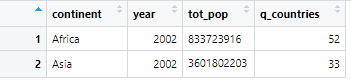 continent year tot_pop q_countries
1 Africa 2002 833723916 52
2 Asia 2002 3601802203 33